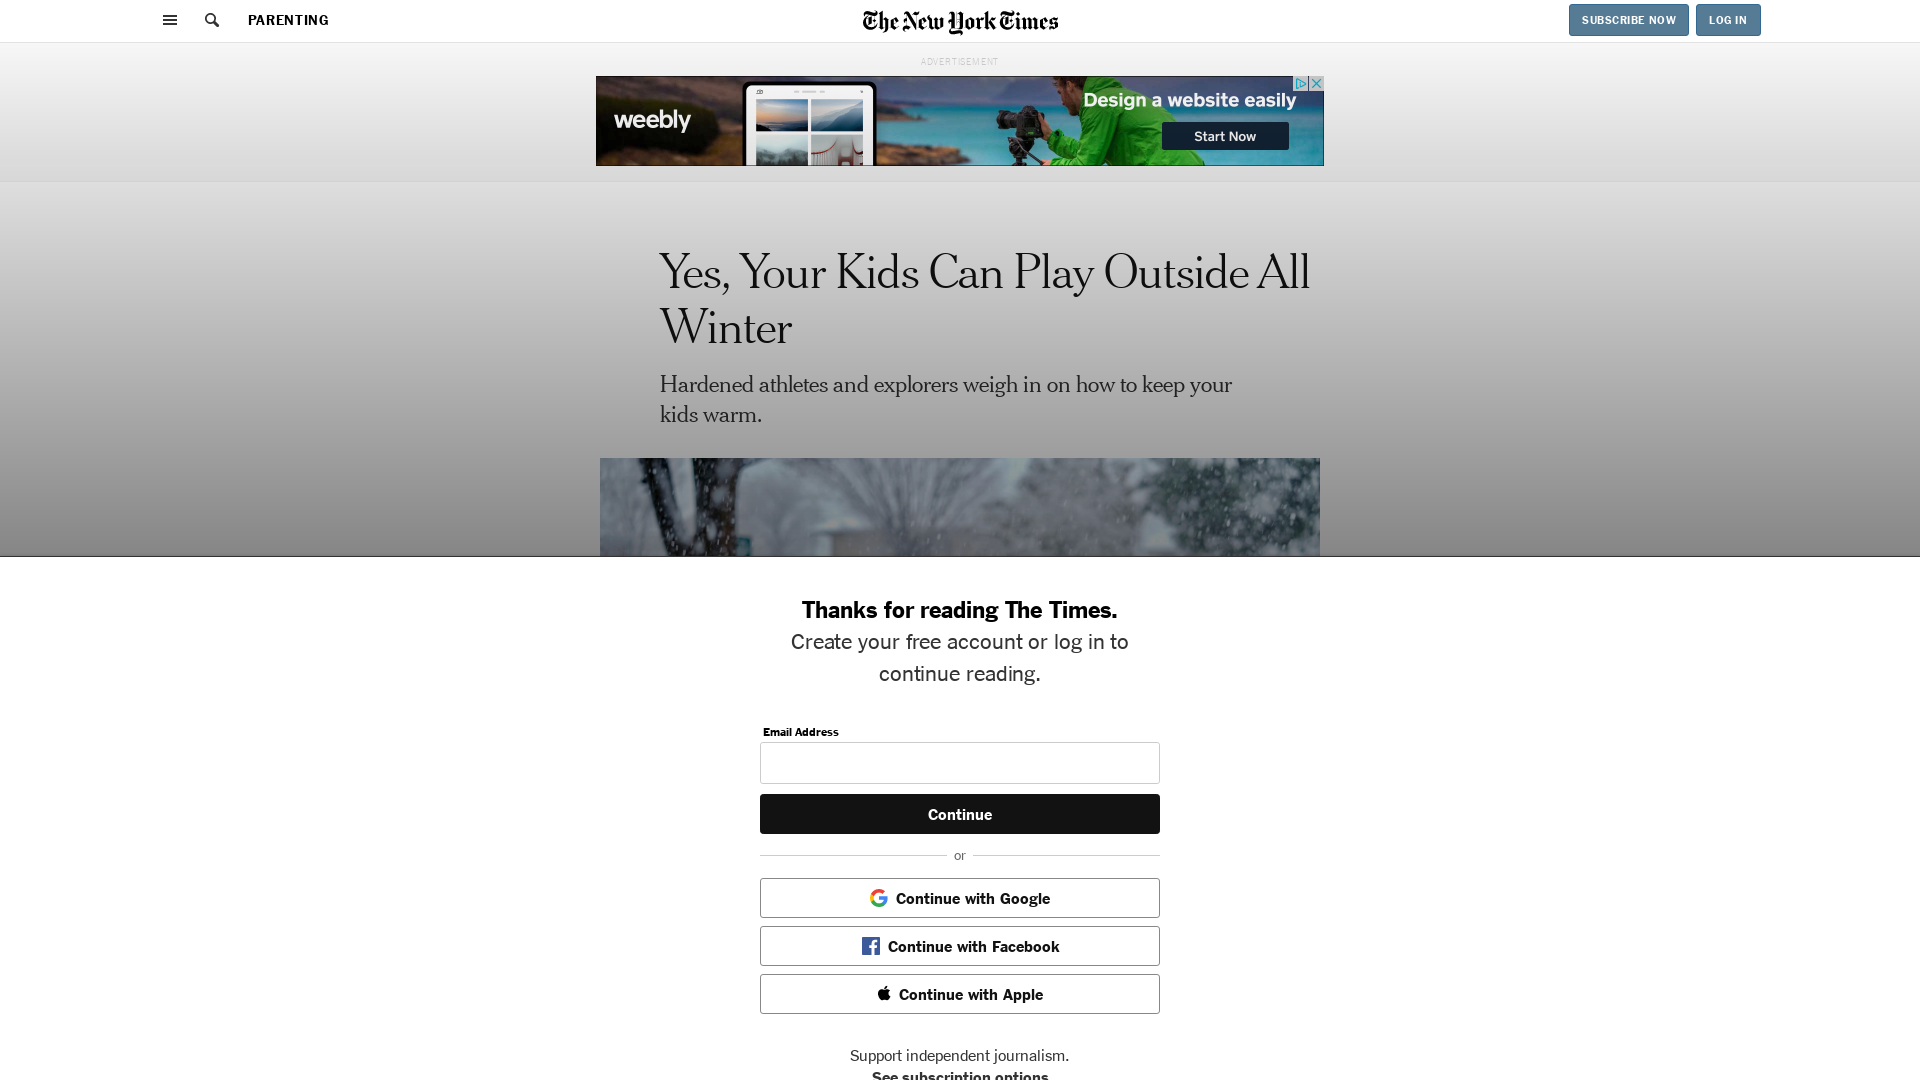 PARENTING
The New York Times
SUBSCRIBE NOW
LOG IN
ADVERTISEMENT
weebly
Design a website easily
Start Now
Yes, Your Kids Can Play Outside All
Winter
Hardened athletes and explorers weigh in on how to keep your
kids warm.
Thanks for reading The Times.
Create your free account or log in to
continue reading.
Email Address
Continue
or
Continue with Google
Continue with Facebook
Continue with Apple
Support independent journalism.
See subscription options